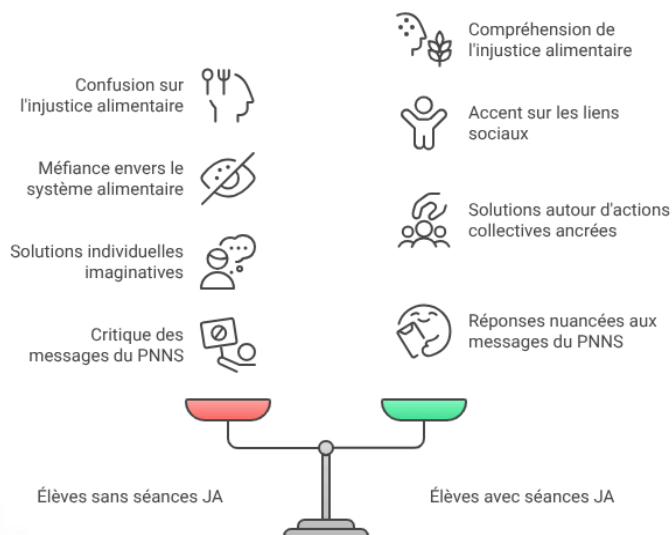 Confusion sur
l'injustice alimentaire
Méfiance envers le
système alimentaire
Solutions individuelles
imaginatives
Critique des
messages du PNNS
Compréhension de
l'injustice alimentaire
Accent sur les liens
sociaux
Solutions autour d'actions
collectives ancrées
Réponses nuancées aux
messages du PNNS
Élèves sans séances JA
Élèves avec séances JA